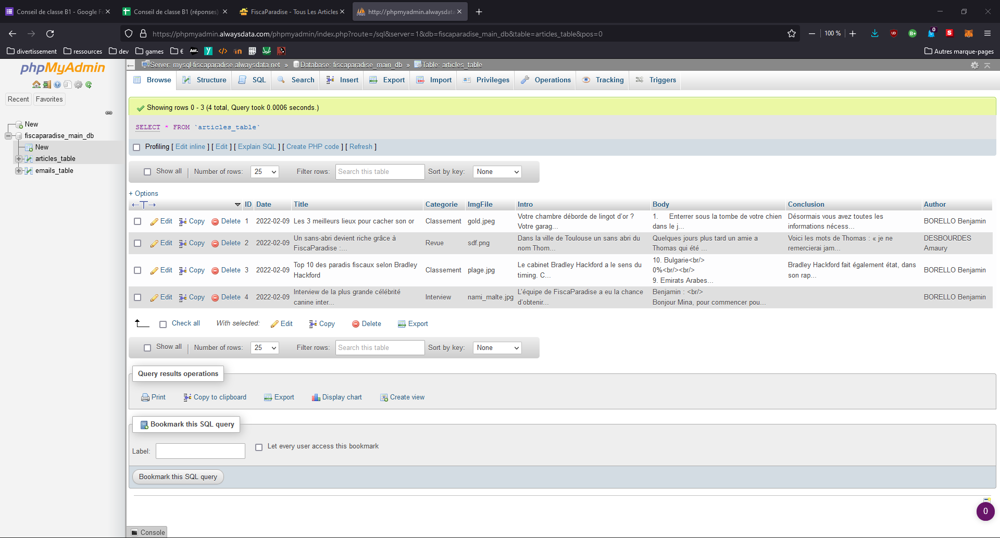 Conseil de classe B1 - Google Fo
Conseil de classe B1 (réponses)
FiscaParadise - Tous Les Articles
http://phpmyadmin.alwaysdata
https://phpmyadmin.alwaysdata.com/phpmyadmin/index.php?route=/sql&server=1&db=fiscaparadise_main_db&table=articles_table&pos=0
100 %
0
divertissement
ressources
dev
games
€
Aol.
Autres marque-pages
phpMyAdmin
Recent
Favorites
New
fiscaparadise_main_db
New
articles_table
emails_table
Server: mysql-fiscaparadise.alwaysdata.net » Database: fiscaparadise_main_db » Table: articles_table
Browse Structure SQL Search Insert Export Import Privileges Operations Tracking Triggers
Showing rows 0 - 3 (4 total, Query took 0.0006 seconds.)
SELECT * FROM `articles_table`
Profiling [ Edit inline ] [ Edit ] [ Explain SQL ] [ Create PHP code ] [ Refresh ]
Show all Number of rows: 25 Filter rows: Search this table Sort by key: None
+ Options
ID Date Title Categorie ImgFile Intro Body Conclusion Author
Edit Copy Delete 1 2022-02-09 Les 3 meilleurs lieux pour cacher son or Classement gold.jpeg
Votre chambre déborde de lingot d'or ?
Votre garag...
1. Enterrer sous la tombe de votre chien
dans le j...
Désormais vous avez toutes les
informations nécess...
BORELLO Benjamin
Edit Copy Delete 2 2022-02-09
Un sans-abri devient riche grâce à
FiscaParadise :...
Revue sdf.png
Dans la ville de Toulouse un sans abri du
nom Thom...
Quelques jours plus tard un amie a
Thomas qui été ...
Voici les mots de Thomas : « je ne
remercierai jam...
DESBOURDES
Amaury
Edit Copy Delete 3 2022-02-09
Top 10 des paradis fiscaux selon Bradley
Hackford
Classement plage.jpg
Le cabinet Bradley Hackford a le sens du
timing. C...
10. Bulgarie<br/>
0%<br/><br/>
9. Emirats Arabes...
Bradley Hackford fait également état, dans
son rap...
BORELLO Benjamin
Edit Copy Delete 4 2022-02-09
Interview de la plus grande célébrité
canine inter...
Interview nami_malte.jpg
L'équipe de FiscaParadise a eu la chance
d'obtenir...
Benjamin : <br/>
Bonjour Mina, pour commencer pou...
BORELLO Benjamin
Check all With selected: Edit Copy Delete Export
Show all Number of rows: 25 Filter rows: Search this table Sort by key: None
Query results operations
Print Copy to clipboard Export Display chart Create view
Bookmark this SQL query
Label:
Let every user access this bookmark
Bookmark this SQL query
0
Console